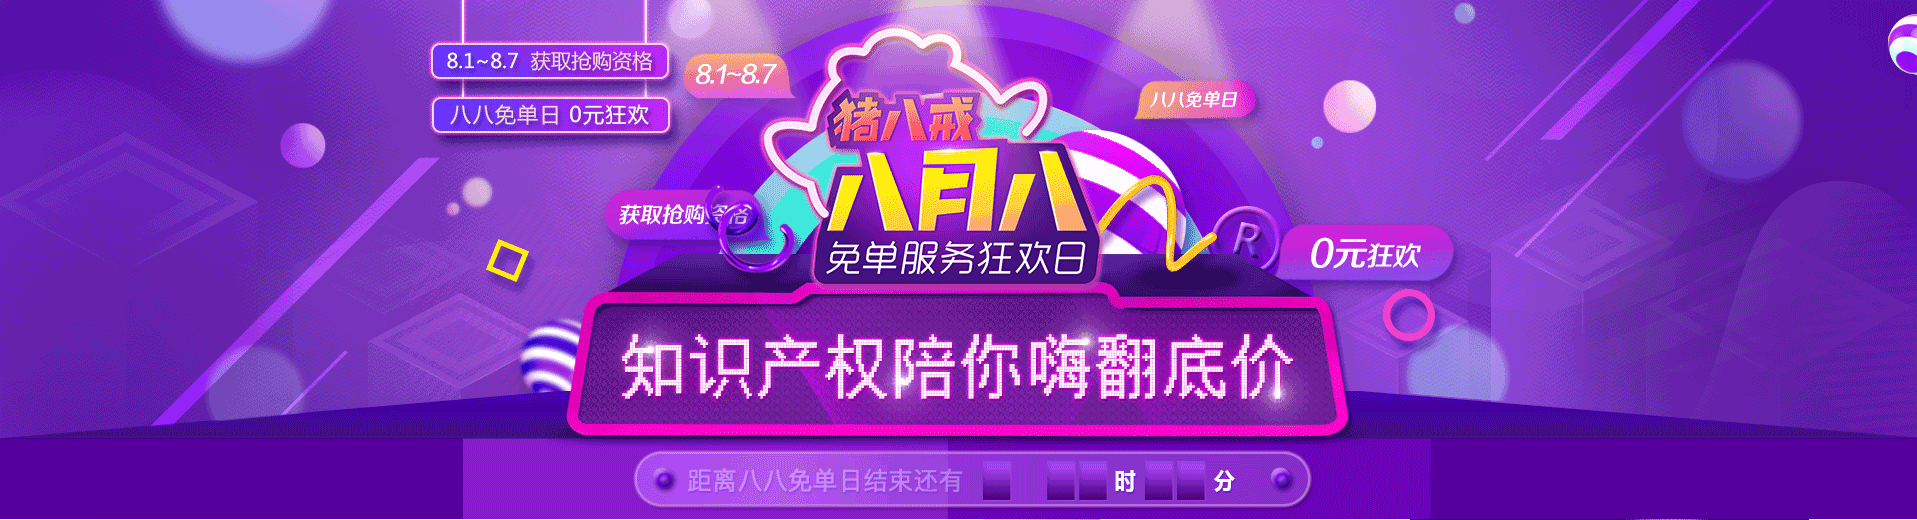 8.1~8.7 获取抢购资格
八八免单日 0元狂欢
8.1~8.7
八八免单日
猪八戒
八月八
获取抢购资格
免单服务狂欢日
R
0元狂欢
知识产权陪你嗨翻底价
距离八八免单日结束还有 时 分